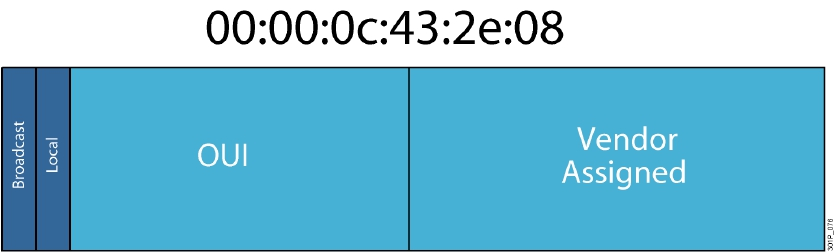 00:00:0c:43:2e:08
Broadcast
Local
OUI
Vendor
Assigned